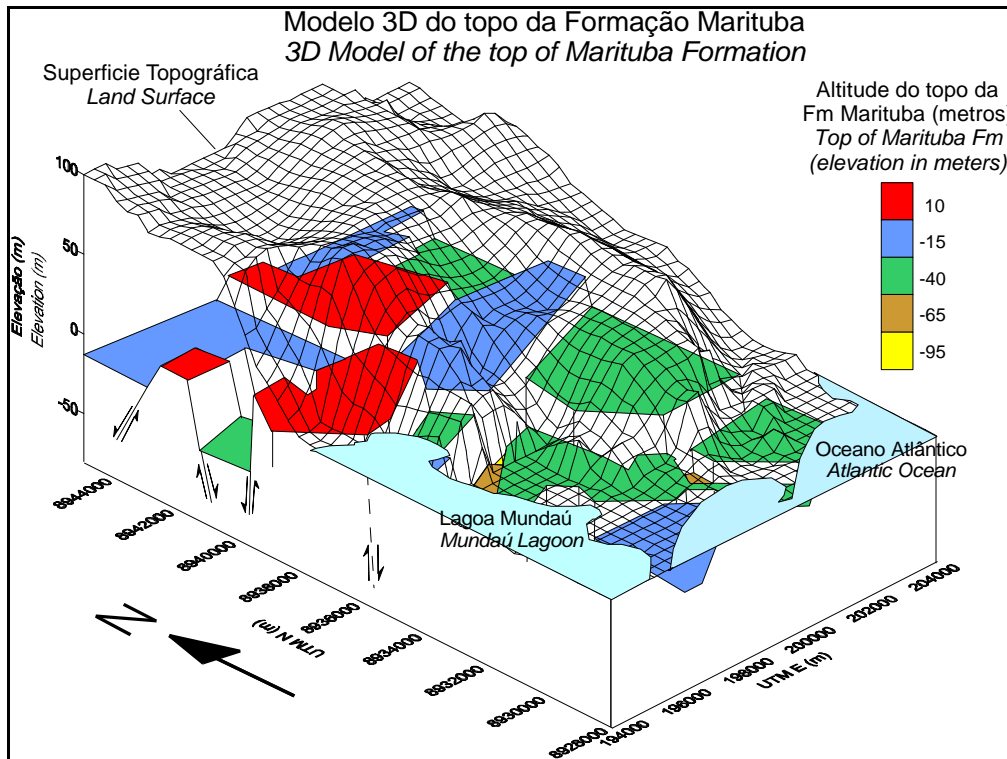 Modelo 3D do topo da Formação Marituba
3D Model of the top of Marituba Formation
Superficie Topográfica
Land Surface
Altitude do topo da
Fm Marituba (metros)
Top of Marituba Fm
(elevation in meters)
10
-15
-40
-65
-95
100
50
0
-50
Elevação (m)
Elevation (m)
Oceano Atlântico
Atlantic Ocean
Lagoa Mundaú
Mundaú Lagoon
8944000
8942000
8940000
8938000
8936000
8934000
8932000
8930000
8928000
UTM N (m)
194000
196000
198000
200000
202000
204000
UTM E (m)
N